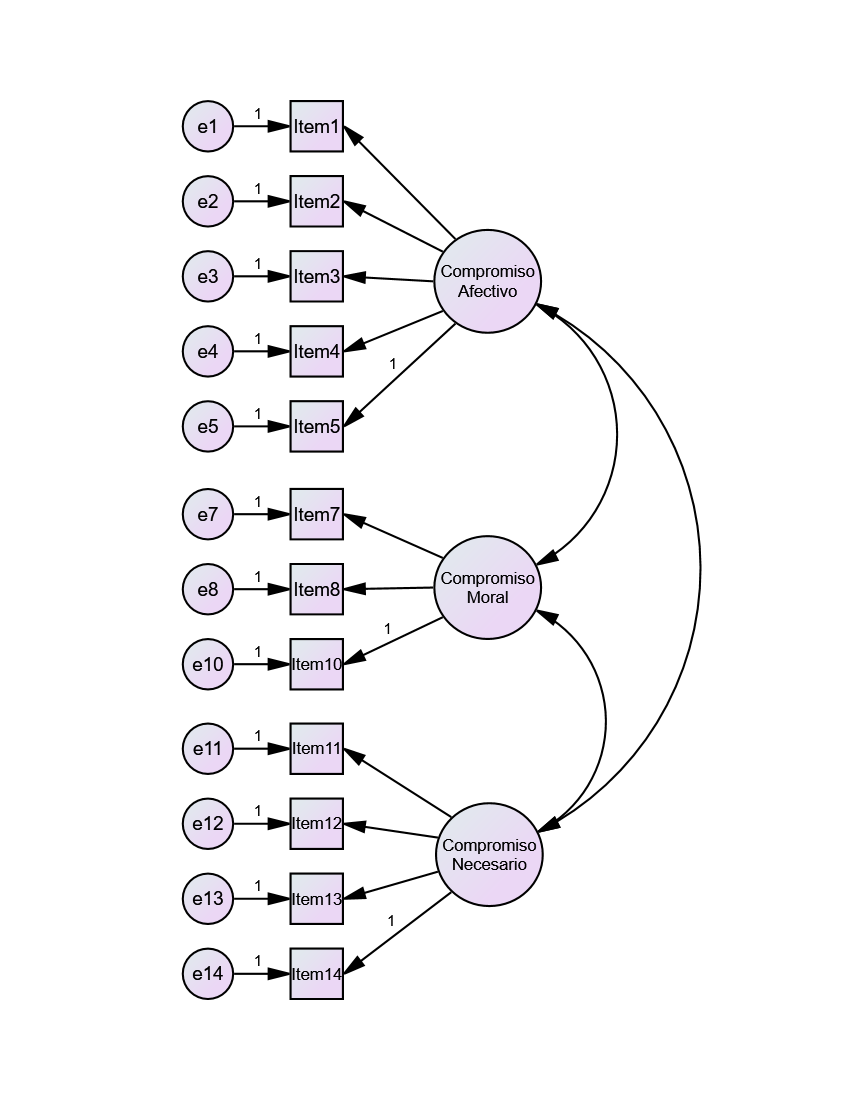 e1 1 Item1
e2 1 Item2
e3 1 Item3
e4 1 Item4
e5 1 Item5
1
Compromiso
Afectivo
e7 1 Item7
e8 1 Item8
e10 1 Item10
1
Compromiso
Moral
e11 1 Item11
e12 1 Item12
e13 1 Item13
e14 1 Item14
1
Compromiso
Necesario